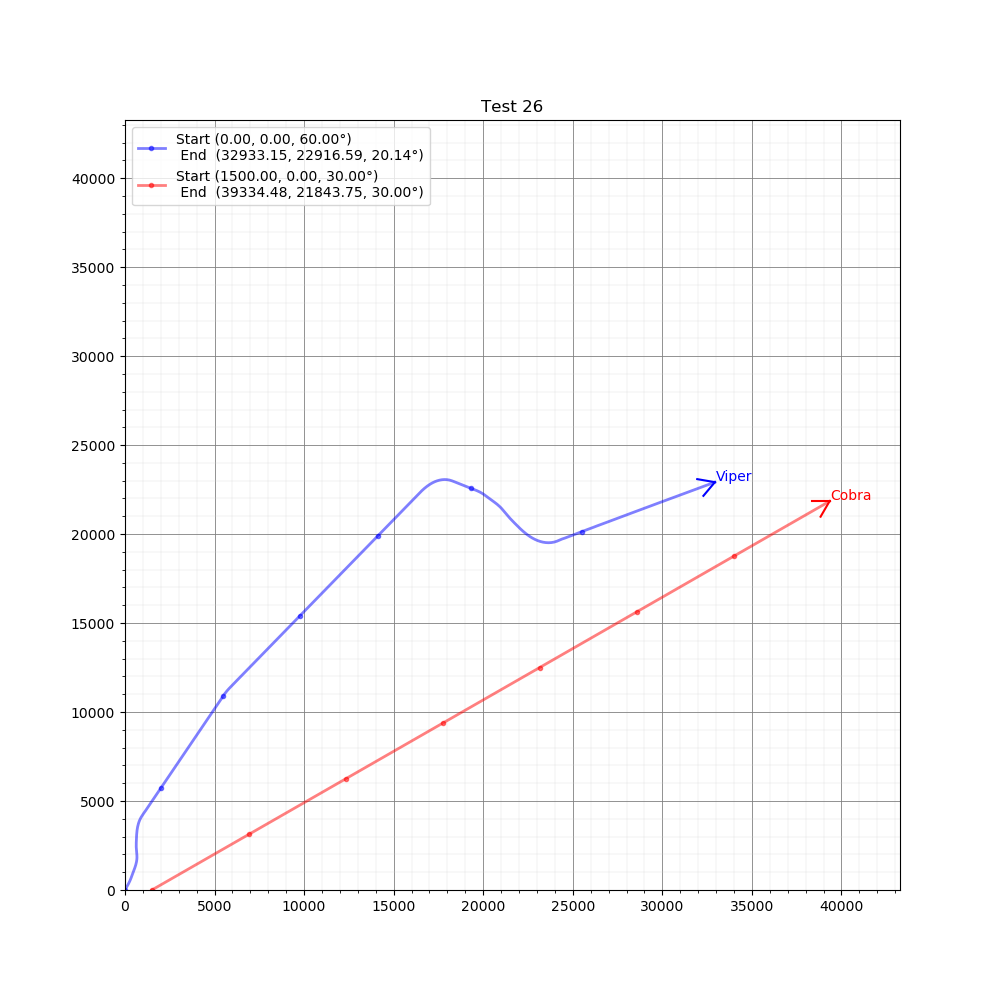 Test 26
Start (0.00, 0.00, 60.00°)
End (32933.15, 22916.59, 20.14°)
Start (1500.00, 0.00, 30.00°)
End (39334.48, 21843.75, 30.00°)
40000
35000
30000
25000
20000
15000
10000
5000
0
Viper
Cobra
0 5000 10000 15000 20000 25000 30000 35000 40000